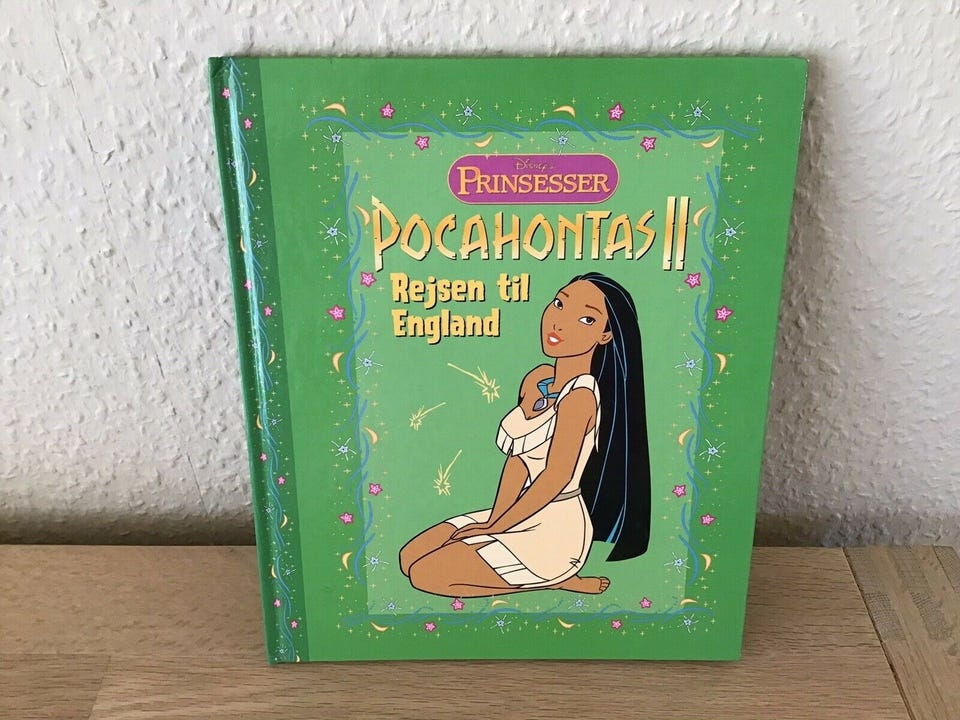 Disney's
PRINSESSER
POCAHONTAS II
Rejsen til
England